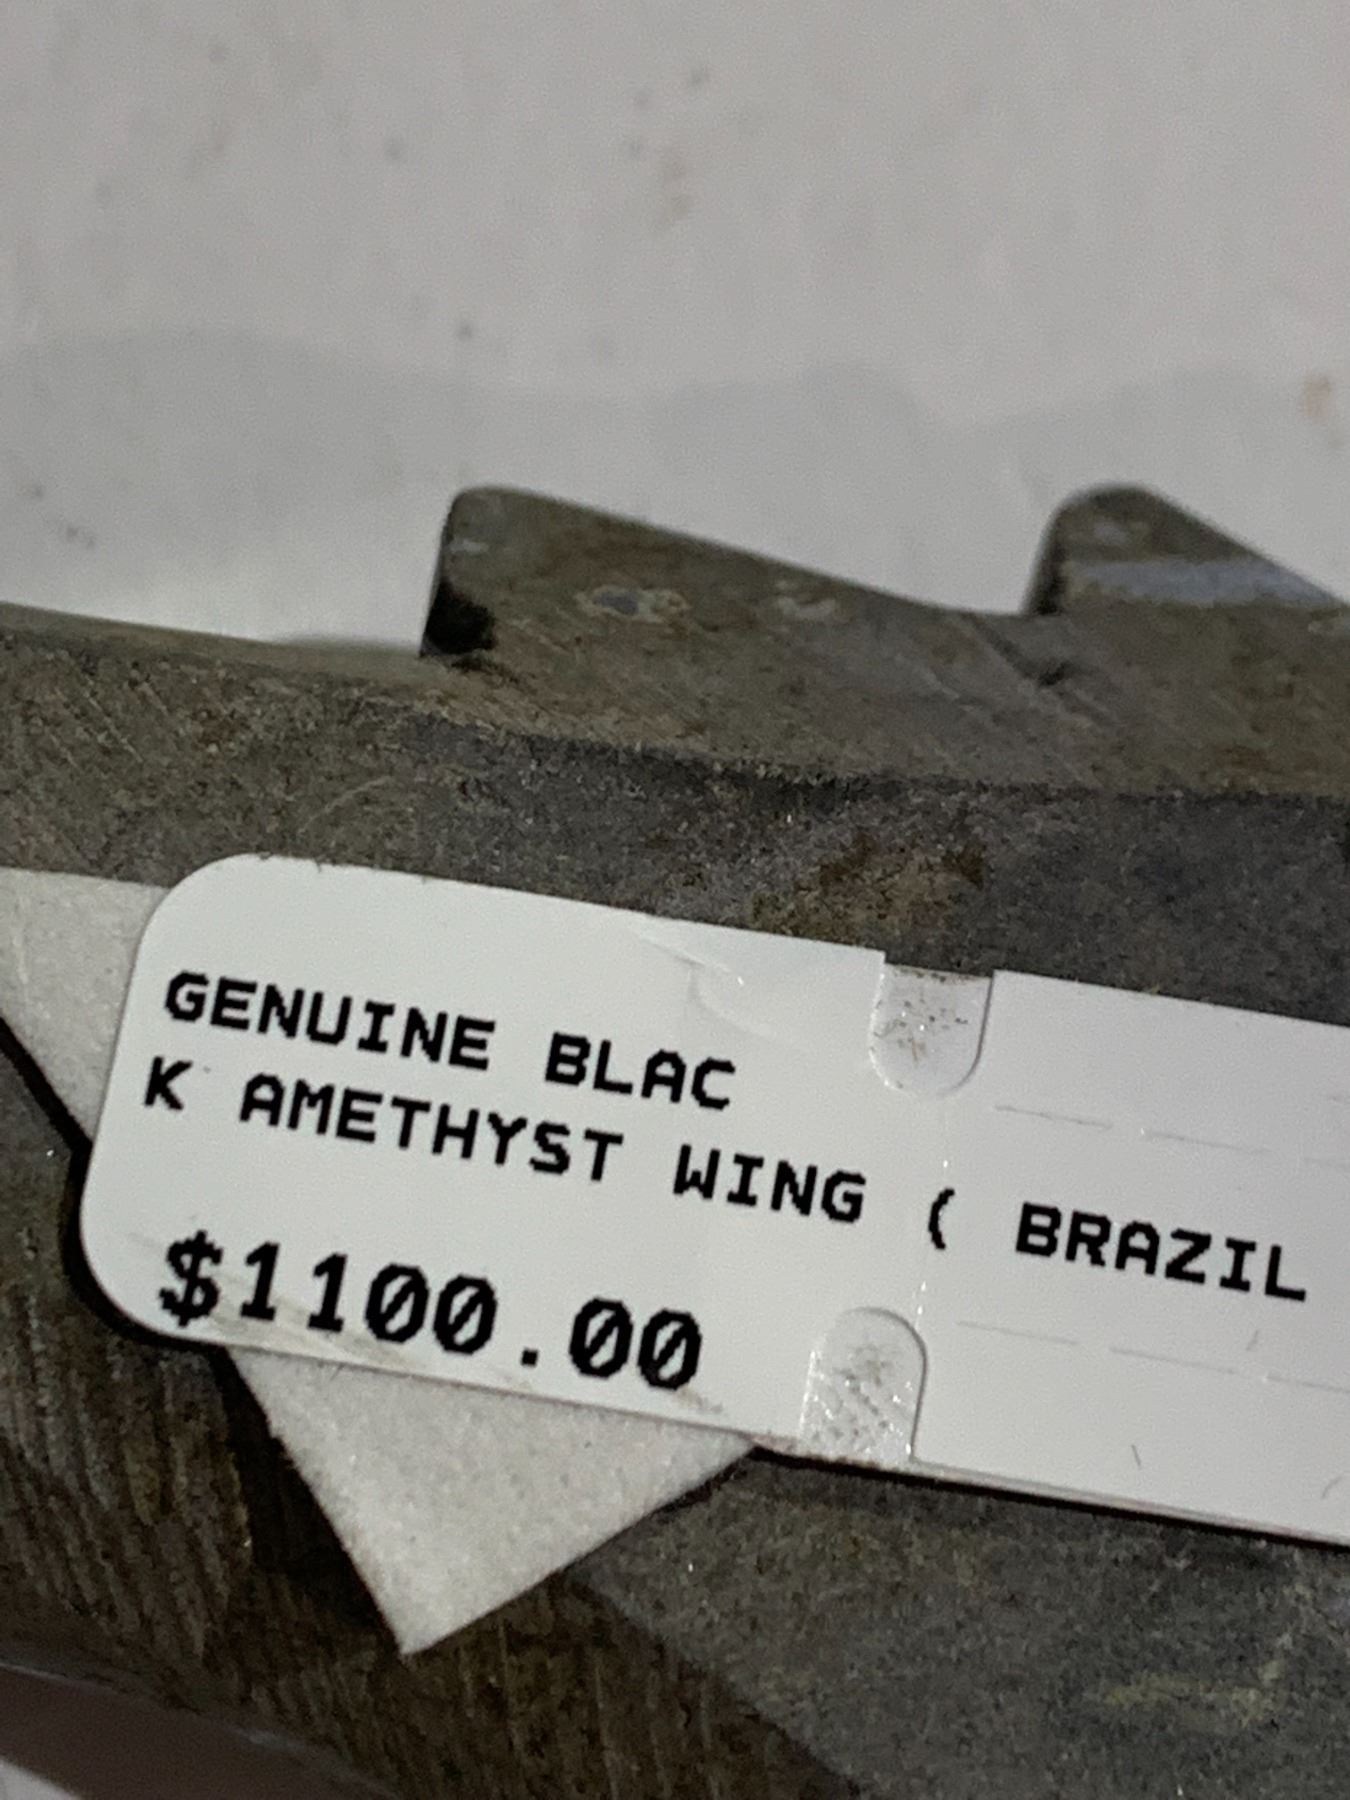 GENUINE BLAC
K AMETHYST WING ( BRAZIL
$1100.00